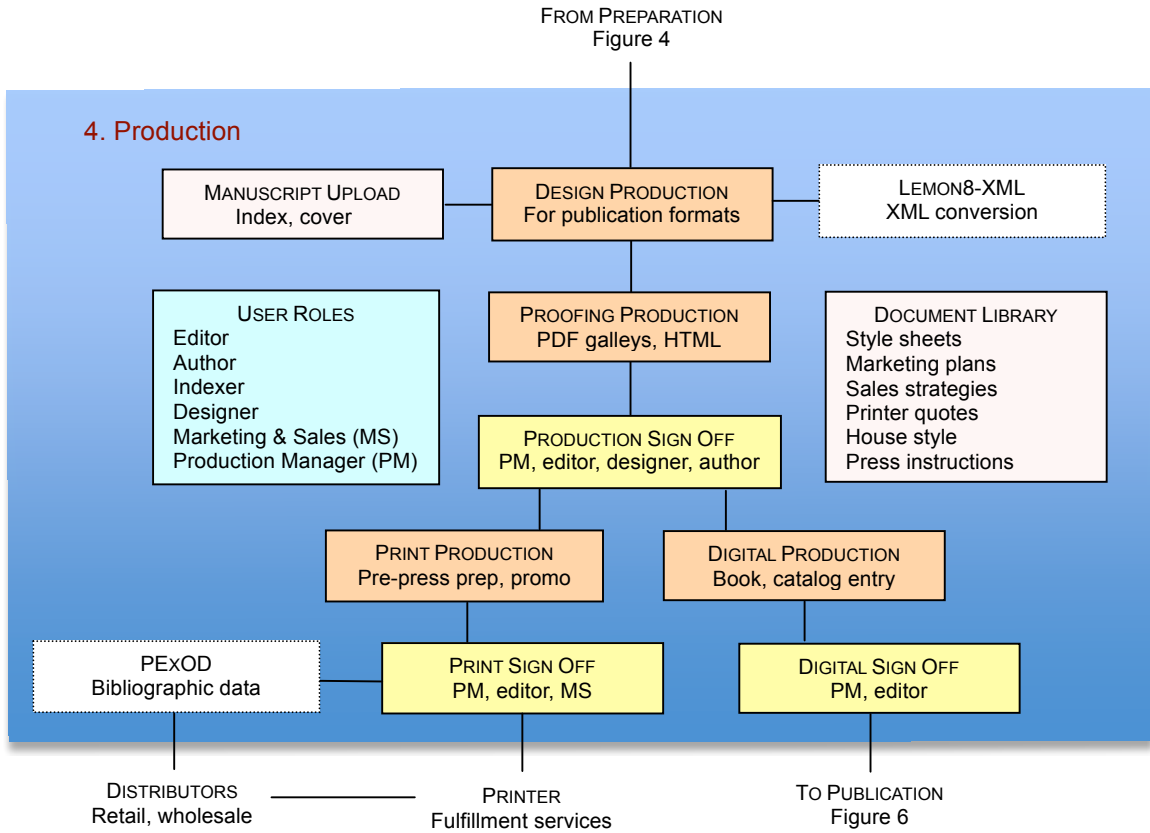 FROM PREPARATION
Figure 4
4. Production
MANUSCRIPT UPLOAD
Index, cover
DESIGN PRODUCTION
For publication formats
LEMON8-XML
XML conversion
USER ROLES
Editor
Author
Indexer
Designer
Marketing & Sales (MS)
Production Manager (PM)
PROOFING PRODUCTION
PDF galleys, HTML
DOCUMENT LIBRARY
Style sheets
Marketing plans
Sales strategies
Printer quotes
House style
Press instructions
PRODUCTION SIGN OFF
PM, editor, designer, author
PRINT PRODUCTION
Pre-press prep, promo
DIGITAL PRODUCTION
Book, catalog entry
PEXOD
Bibliographic data
PRINT SIGN OFF
PM, editor, MS
DIGITAL SIGN OFF
PM, editor
DISTRIBUTORS
Retail, wholesale
PRINTER
Fulfillment services
TO PUBLICATION
Figure 6